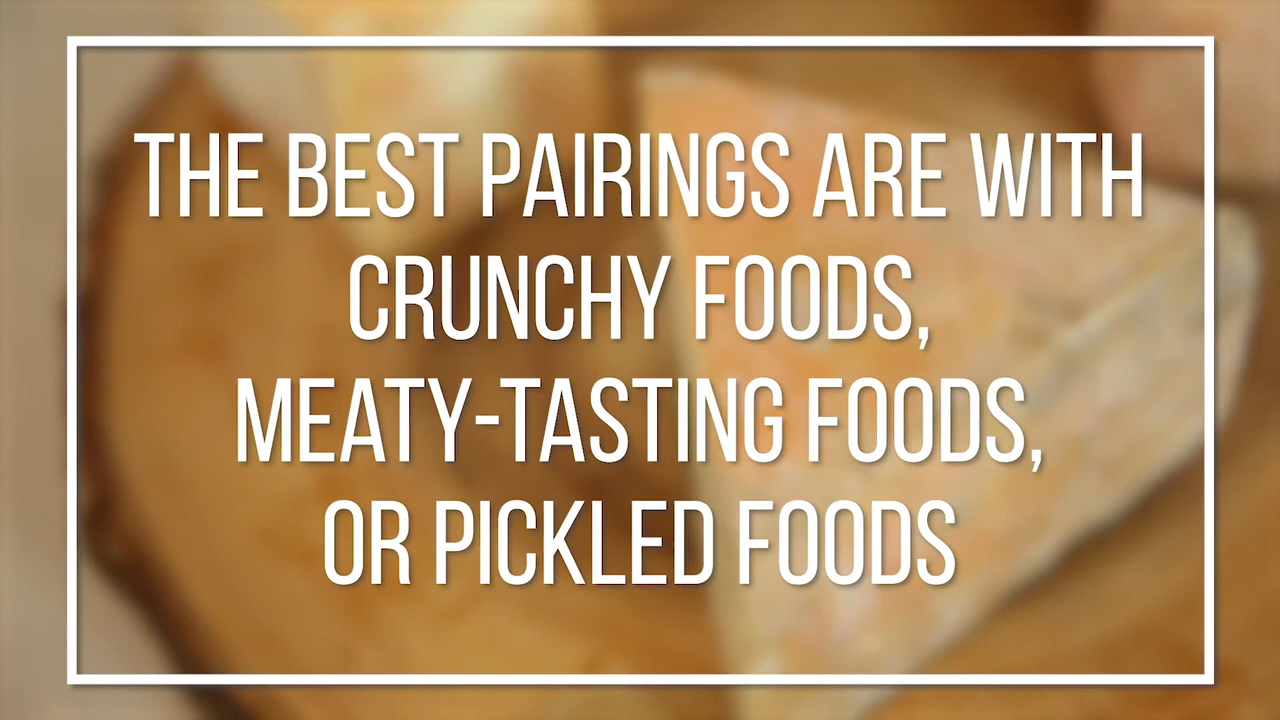 THE BEST PAIRINGS ARE WITH
CRUNCHY FOODS,
MEATY-TASTING FOODS,
OR PICKLED FOODS